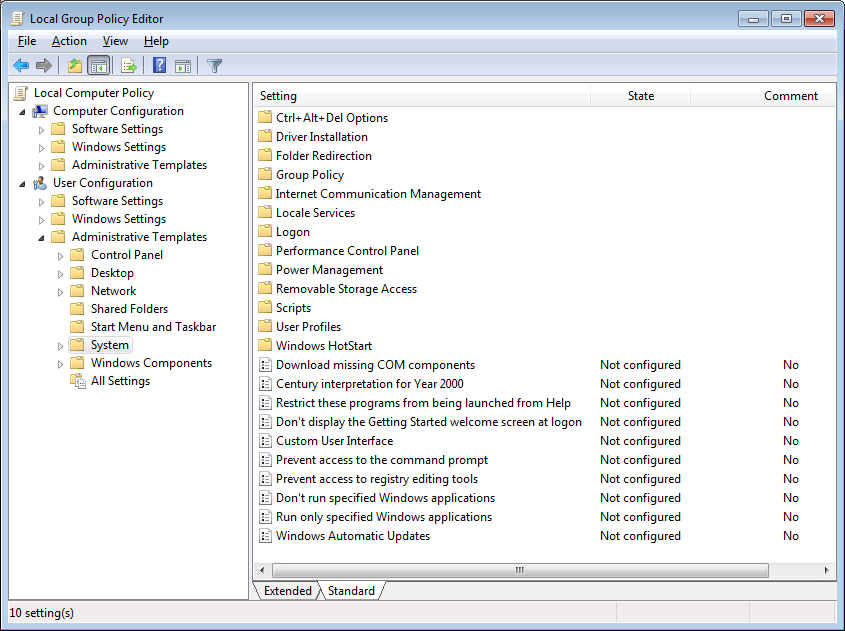 Local Group Policy Editor
File Action View Help
Local Computer Policy
Computer Configuration
Software Settings
Windows Settings
Administrative Templates
User Configuration
Software Settings
Windows Settings
Administrative Templates
Control Panel
Desktop
Network
Shared Folders
Start Menu and Taskbar
System
Windows Components
All Settings
Setting State Comment
Ctrl+Alt+Del Options
Driver Installation
Folder Redirection
Group Policy
Internet Communication Management
Locale Services
Logon
Performance Control Panel
Power Management
Removable Storage Access
Scripts
User Profiles
Windows HotStart
Download missing COM components Not configured No
Century interpretation for Year 2000 Not configured No
Restrict these programs from being launched from Help Not configured No
Don't display the Getting Started welcome screen at logon Not configured No
Custom User Interface Not configured No
Prevent access to the command prompt Not configured No
Prevent access to registry editing tools Not configured No
Don't run specified Windows applications Not configured No
Run only specified Windows applications Not configured No
Windows Automatic Updates Not configured No
Extended Standard
10 setting(s)